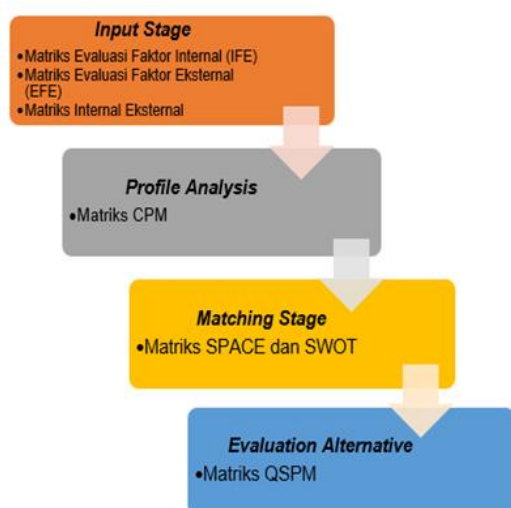 Input Stage
•Matriks Evaluasi Faktor Internal (IFE)
•Matriks Evaluasi Faktor Eksternal
(EFE)
•Matriks Internal Eksternal
Profile Analysis
•Matriks CPM
Matching Stage
•Matriks SPACE dan SWOT
Evaluation Alternative
•Matriks QSPM